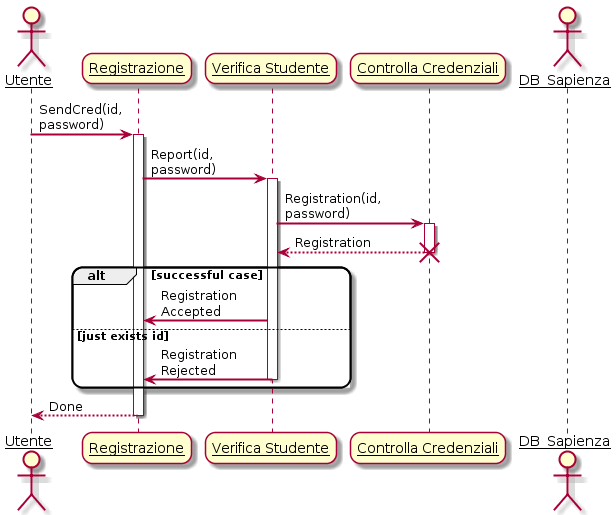 Utente
Registrazione
Verifica Studente
Controlla Credenziali
DB_Sapienza
SendCred(id,
password)
Report(id,
password)
Registration(id,
password)
Registration
alt
[successful case]
Registration
Accepted
[just exists id]
Registration
Rejected
Done
Utente
Registrazione
Verifica Studente
Controlla Credenziali
DB_Sapienza